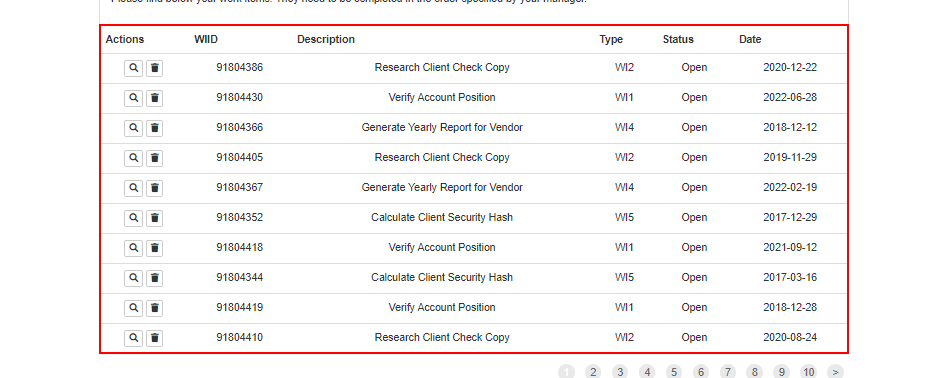 Please find below your work items. They need to be completed in the order specified by your manager.
Actions WIID Description Type Status Date
91804386 Research Client Check Copy WI2 Open 2020-12-22
91804430 Verify Account Position WI1 Open 2022-06-28
91804366 Generate Yearly Report for Vendor WI4 Open 2018-12-12
91804405 Research Client Check Copy WI2 Open 2019-11-29
91804367 Generate Yearly Report for Vendor WI4 Open 2022-02-19
91804352 Calculate Client Security Hash WI5 Open 2017-12-29
91804418 Verify Account Position WI1 Open 2021-09-12
91804344 Calculate Client Security Hash WI5 Open 2017-03-16
91804419 Verify Account Position WI1 Open 2018-12-28
91804410 Research Client Check Copy WI2 Open 2020-08-24
1 2 3 4 5 6 7 8 9 10 >